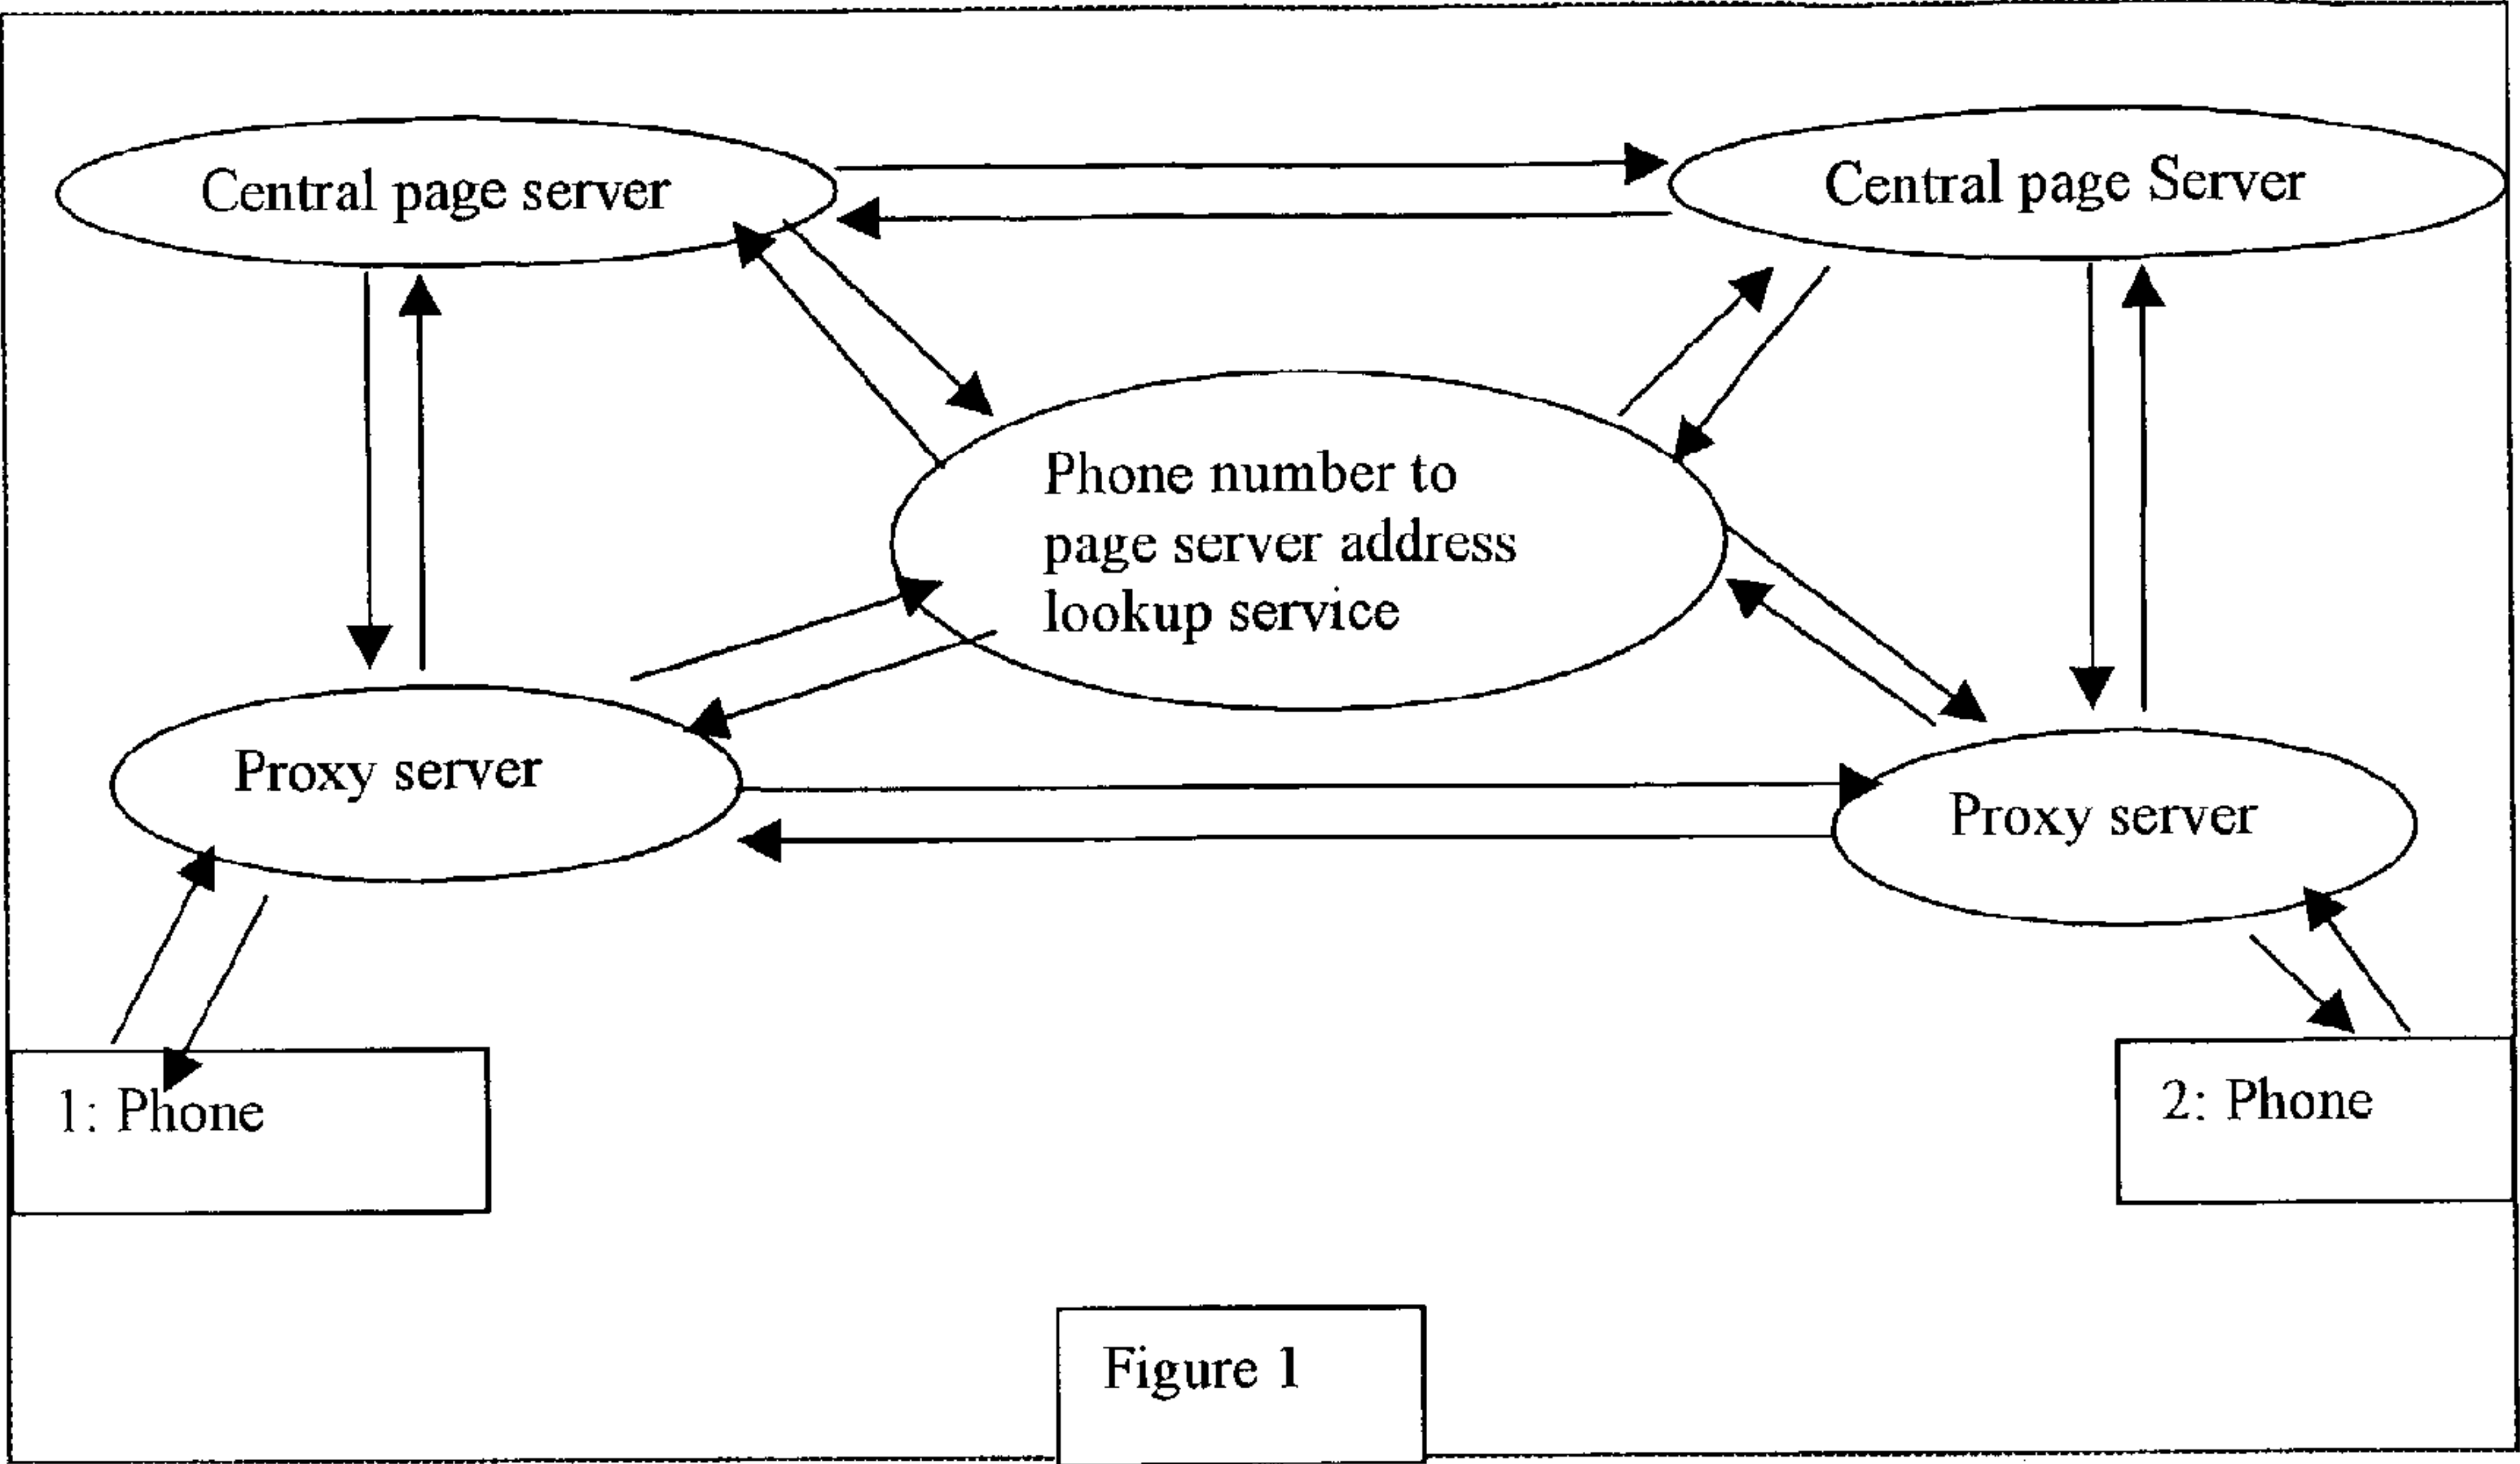 Central page server
Central page Server
Phone number to
page server address
lookup service
Proxy server
Proxy server
1: Phone
2: Phone
Figure 1